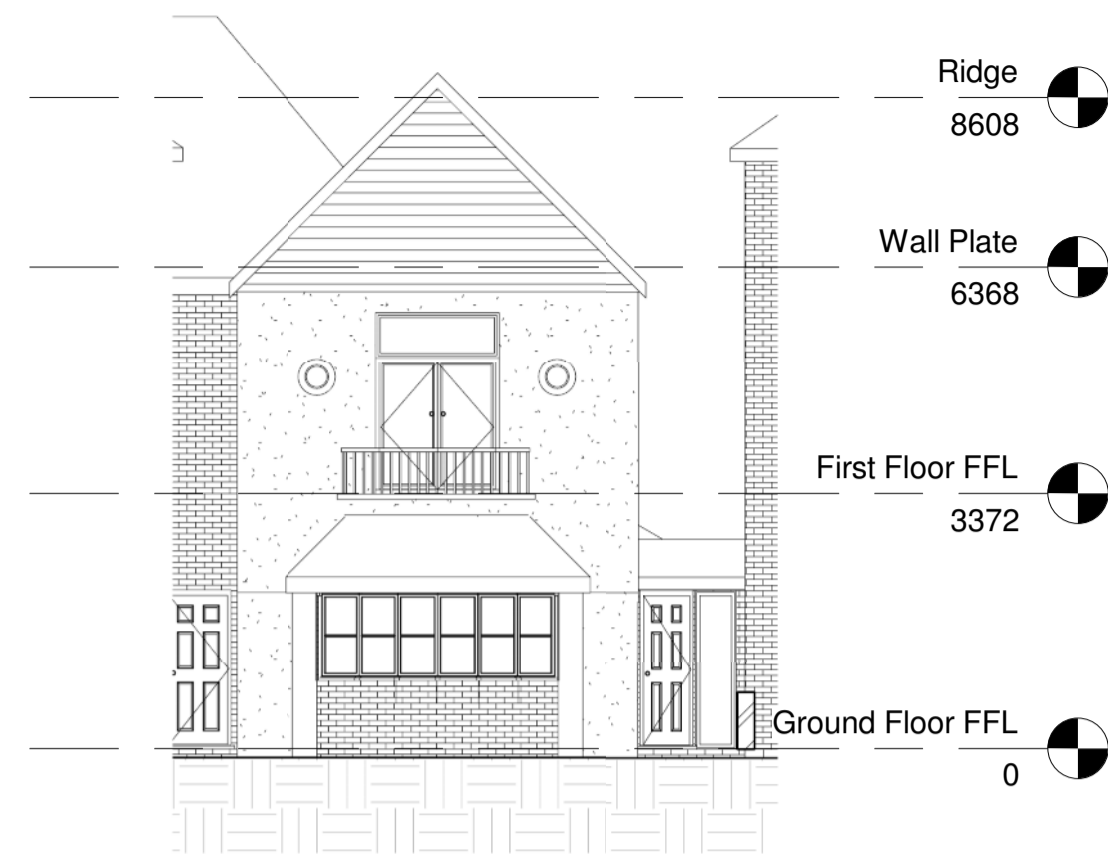 Ridge
8608
Wall Plate
6368
First Floor FFL
3372
Ground Floor FFL
0